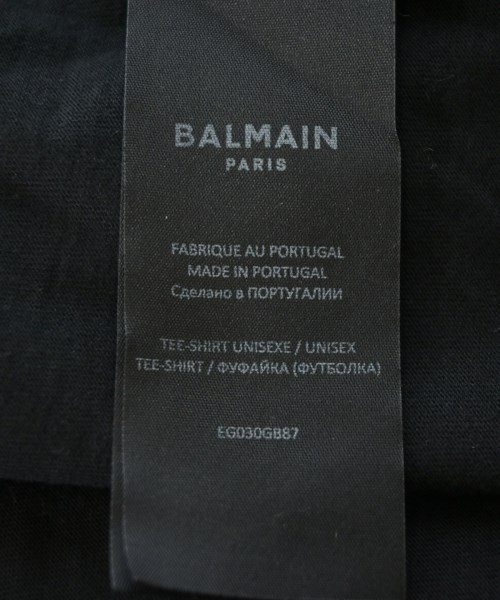 BALMAIN
PARIS
FABRIQUE AU PORTUGAL
MADE IN PORTUGAL
Сделано в ПОРТУГАЛИИ
TEE-SHIRT UNISEXE / UNISEX
TEE-SHIRT / ФУФАЙКА (ФУТБОЛКА)
EG030GB87